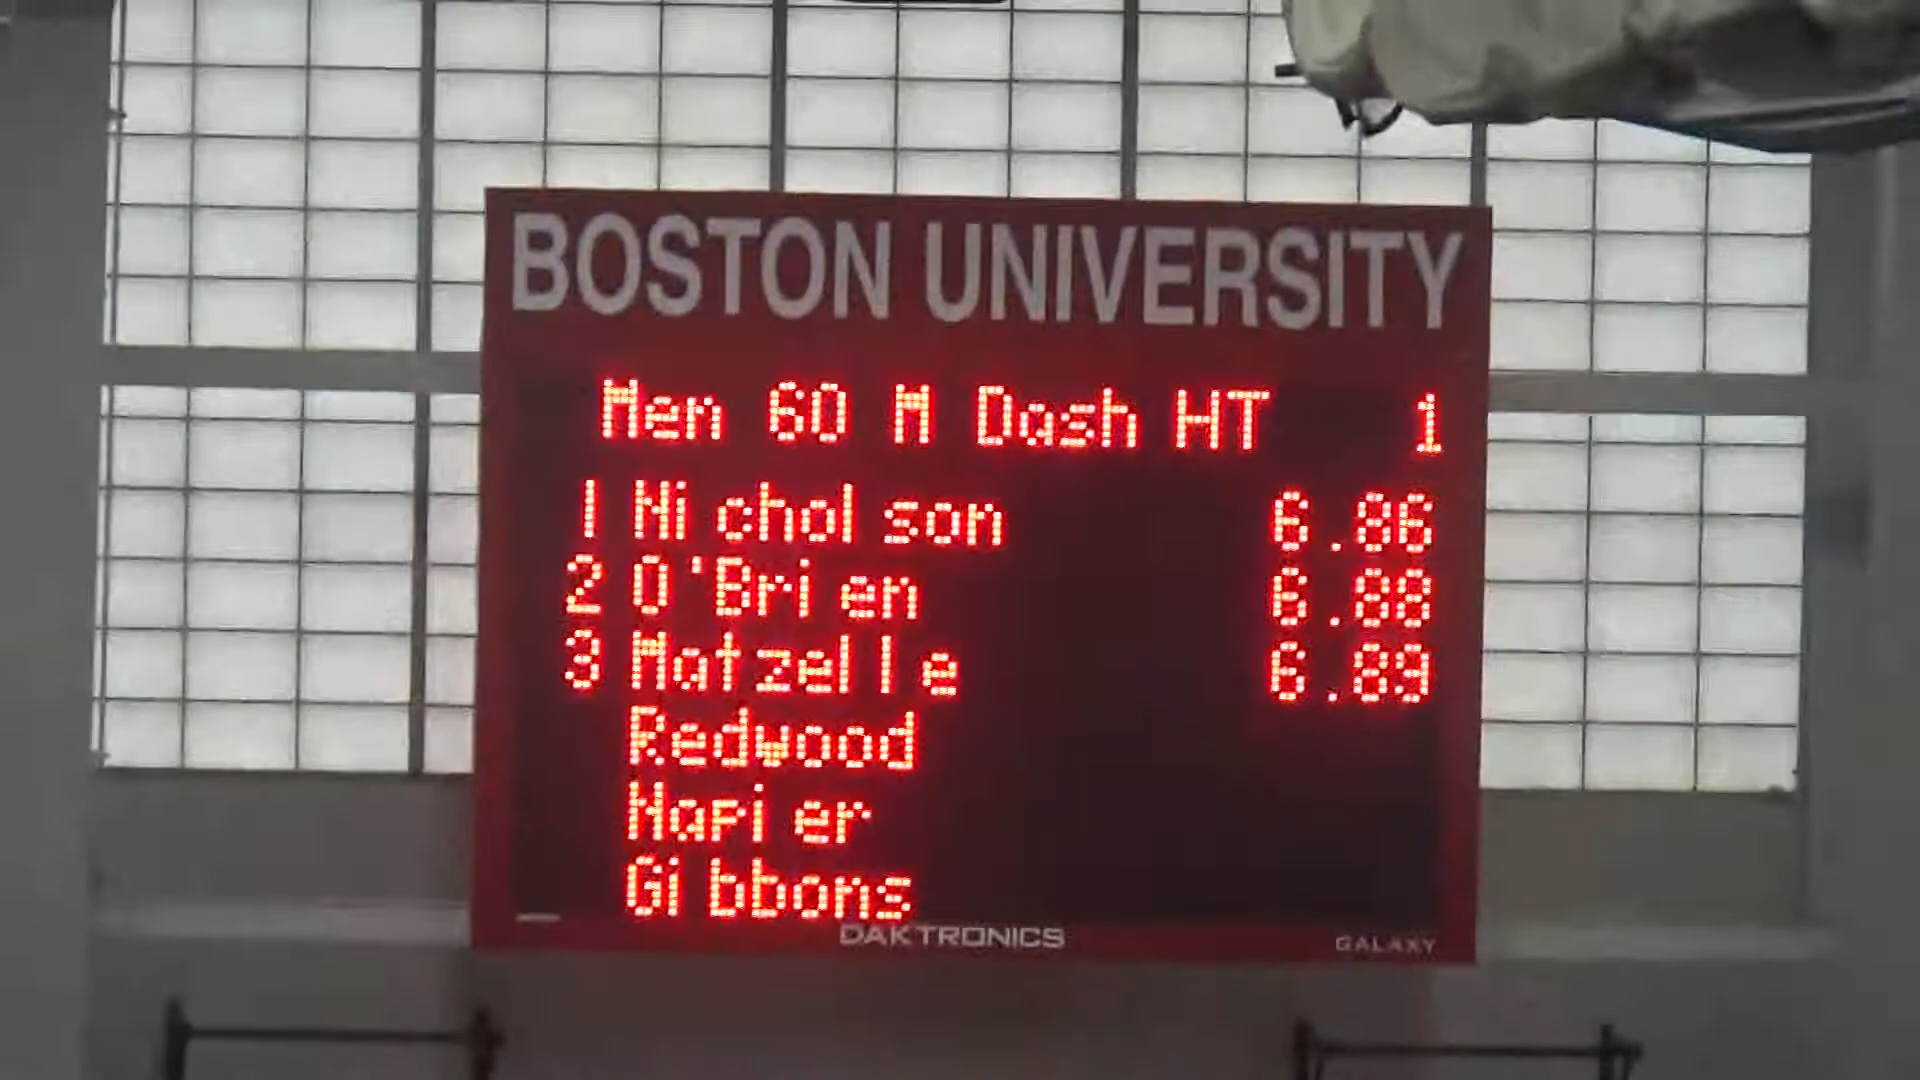 BOSTON UNIVERSITY
Men 60 M Dash HT 1
1 Nicholson 6.86
2 O'Brien 6.88
3 Matzelle 6.89
Redwood
Napier
Gibbons
DAKTRONICS GALAXY